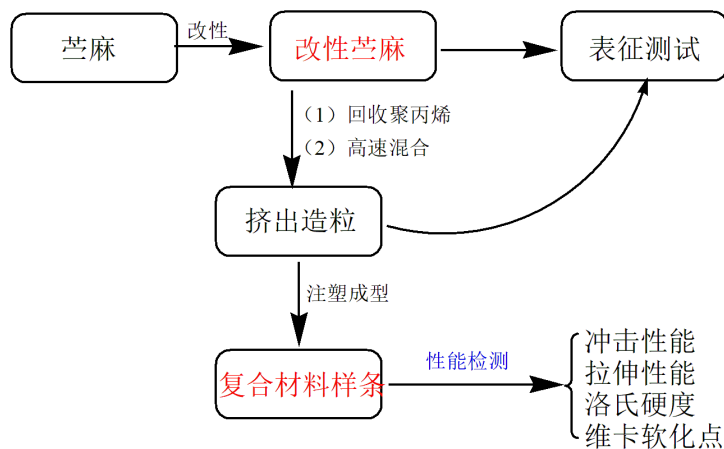 苎麻
改性
改性苎麻
表征测试
（1）回收聚丙烯
（2）高速混合
挤出造粒
注塑成型
复合材料样条
性能检测
冲击性能
拉伸性能
洛氏硬度
维卡软化点